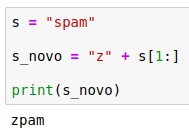 s = "spam"
s_novo = "z" + s[1:]
print(s_novo)
zpam